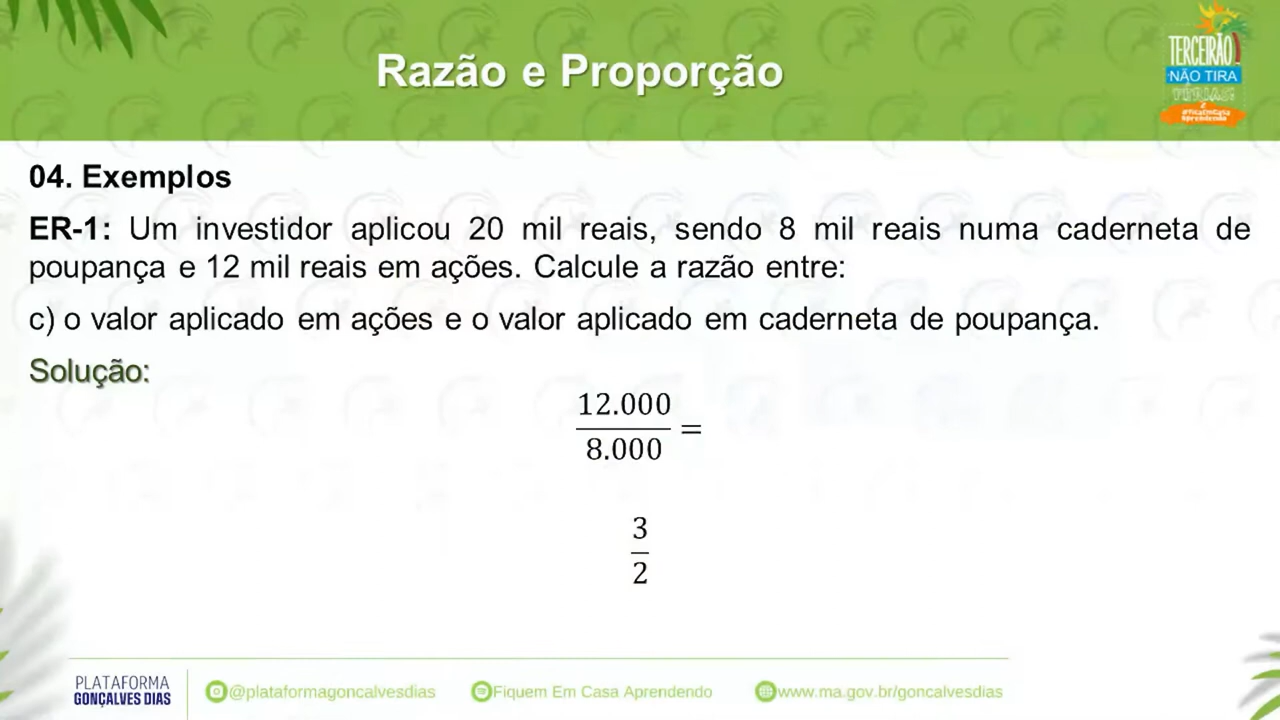 Razão e Proporção
TERCEIRÃO!
NÃO TIRA
FÉRIAS!
e
#FicaEmCasa
Aprendendo
04. Exemplos
ER-1: Um investidor aplicou 20 mil reais, sendo 8 mil reais numa caderneta de
poupança e 12 mil reais em ações. Calcule a razão entre:
c) o valor aplicado em ações e o valor aplicado em caderneta de poupança.
Solução:
12.000
8.000
=
3
2
PLATAFORMA
GONÇALVES DIAS
@plataformagoncalvesdias
Fiquem Em Casa Aprendendo
www.ma.gov.br/goncalvesdias